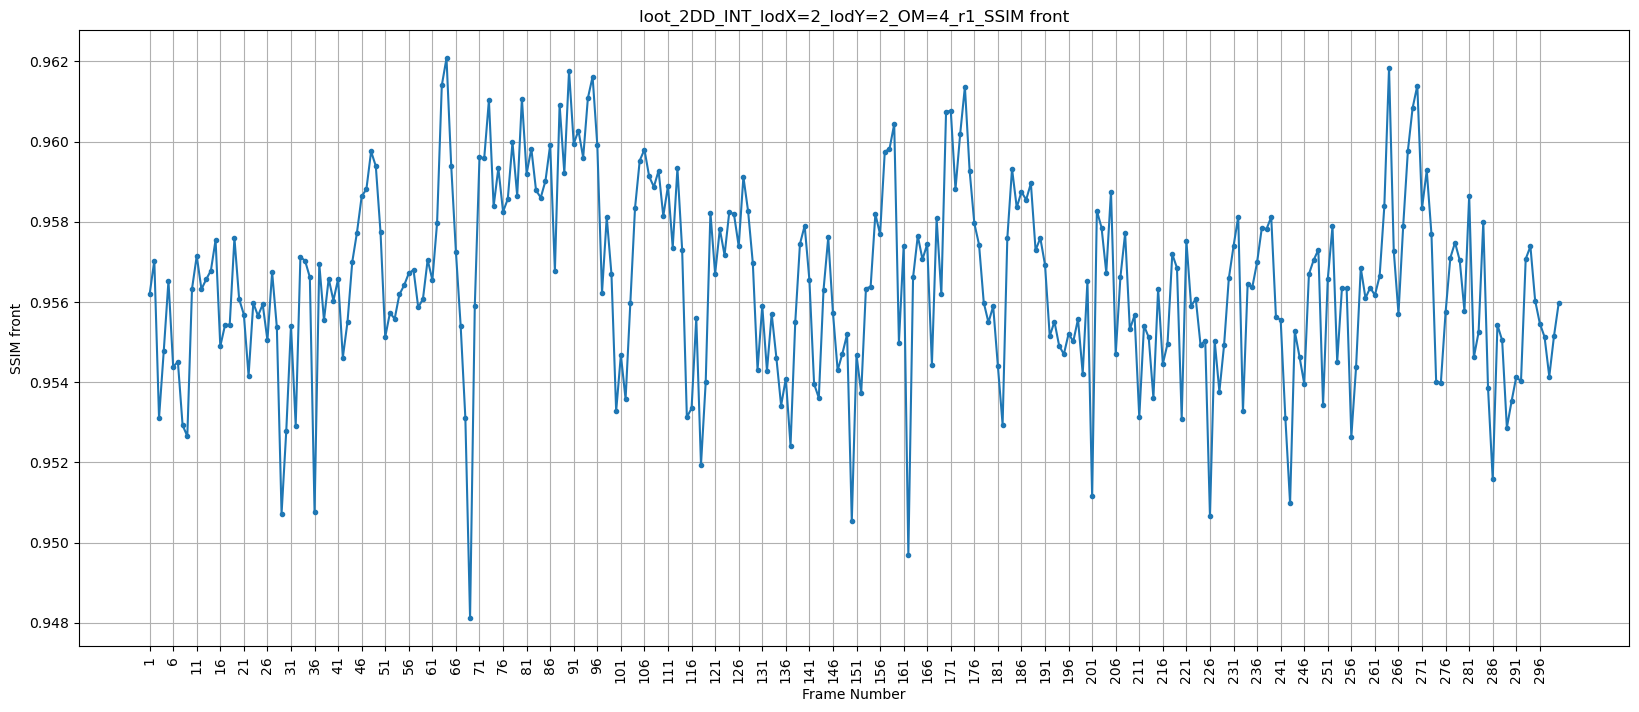 loot_2DD_INT_lodX=2_lodY=2_OM=4_r1_SSIM front
SSIM front
0.962
0.960
0.958
0.956
0.954
0.952
0.950
0.948
1 6 11 16 21 26 31 36 41 46 51 56 61 66 71 76 81 86 91 96 101 106 111 116 121 126 131 136 141 146 151 156 161 166 171 176 181 186 191 196 201 206 211 216 221 226 231 236 241 246 251 256 261 266 271 276 281 286 291 296
Frame Number